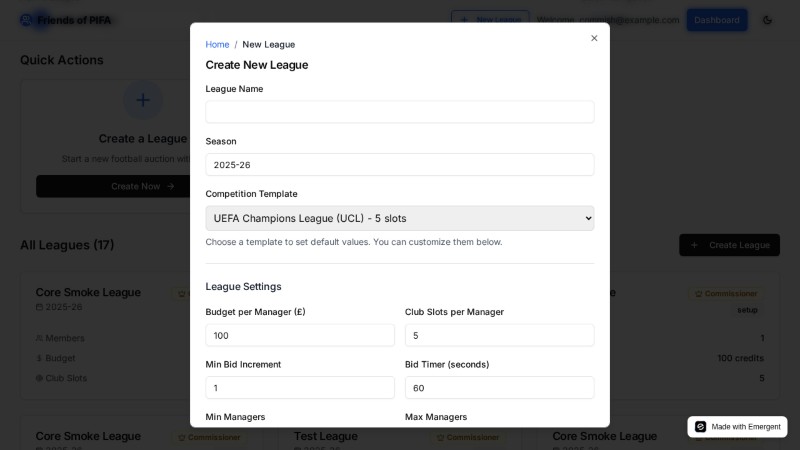 Friends of PIFA
New League
Welcome, commish@example.com
Dashboard
Quick Actions
Create a League
Start a new football auction with
Create Now →
All Leagues (17)
+ Create League
Core Smoke League
2025-26
Members
$ Budget
Club Slots
Commissioner
setup
1
100 credits
5
Core Smoke League
Commissioner
Test League
Commissioner
Core Smoke League
Commissioner
Home / New League
×
Create New League
League Name
Season
2025-26
Competition Template
UEFA Champions League (UCL) - 5 slots
Choose a template to set default values. You can customize them below.
League Settings
Budget per Manager (£)
Club Slots per Manager
100
5
Min Bid Increment
Bid Timer (seconds)
1
60
Min Managers
Max Managers
Made with Emergent